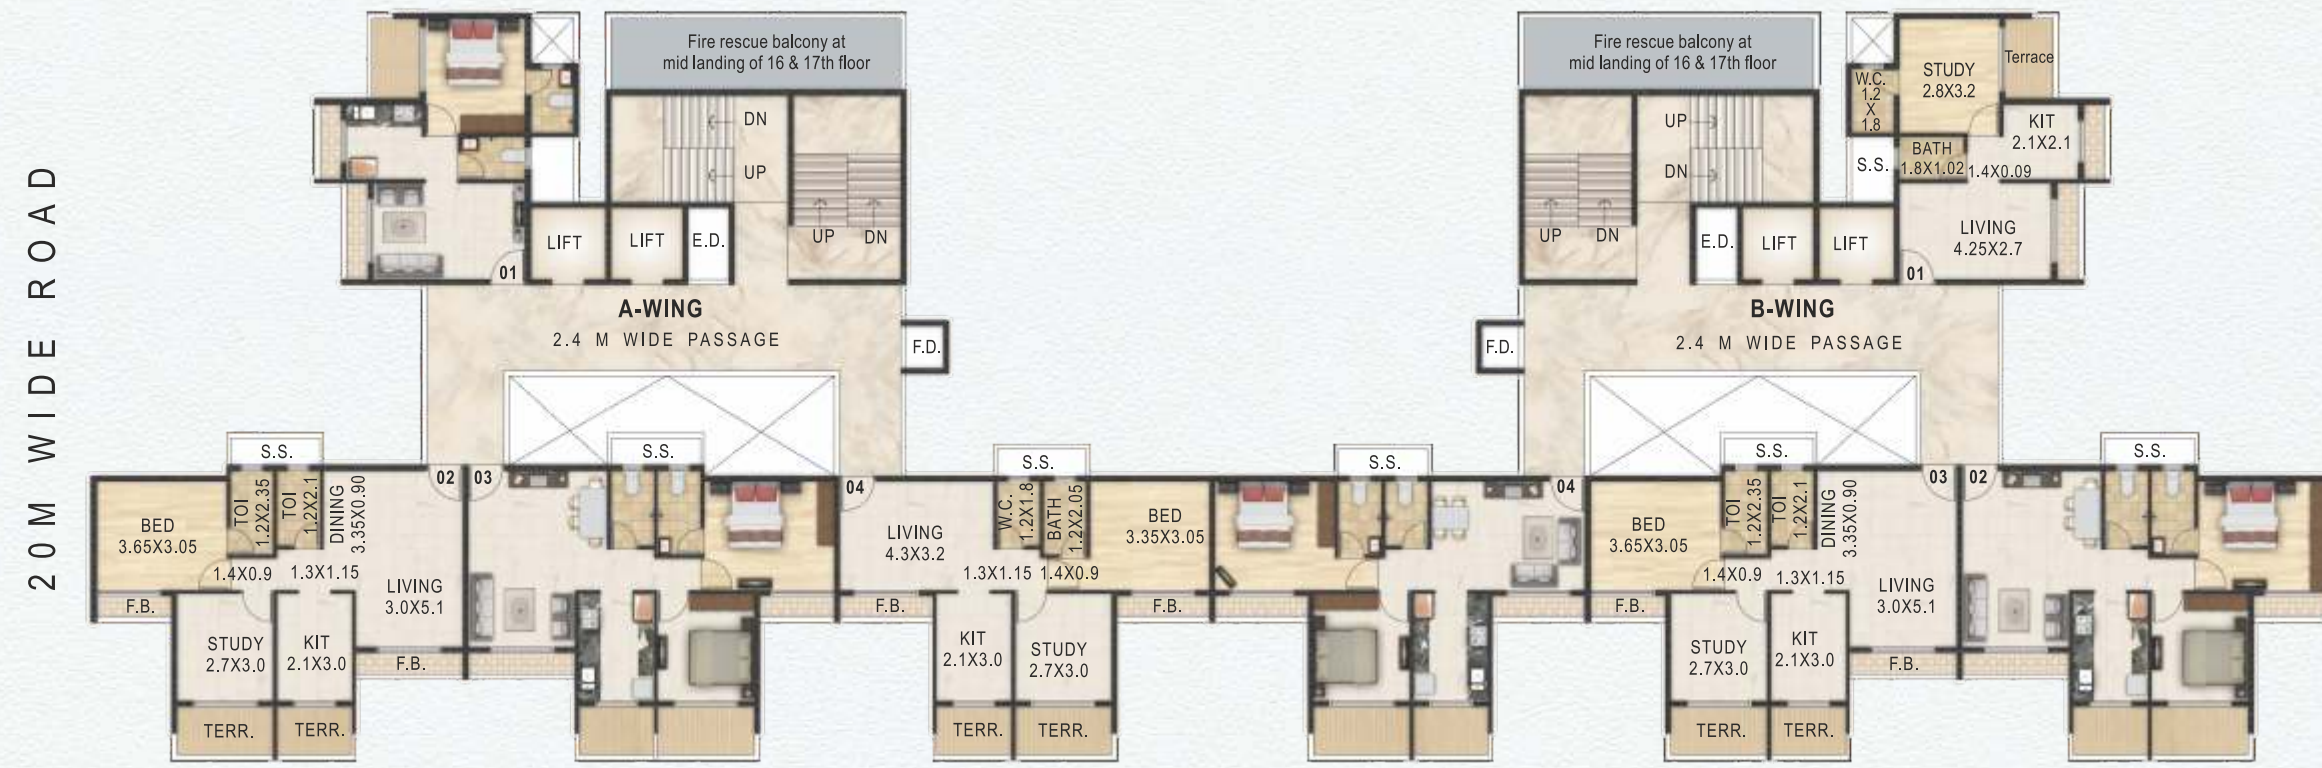 20M WIDE ROAD
Fire rescue balcony at
mid landing of 16 & 17th floor
DN
UP
UP
DN
LIFT
LIFT
E.D.
01
A-WING
2.4 M WIDE PASSAGE
F.D.
Fire rescue balcony at
mid landing of 16 & 17th floor
UP
DN
UP
DN
E.D.
LIFT
LIFT
W.C.
1.2
X
1.8
STUDY
2.8X3.2
Terrace
KIT
2.1X2.1
BATH
1.8X1.02
1.4X0.09
S.S.
LIVING
4.25X2.7
01
B-WING
2.4 M WIDE PASSAGE
F.D.
S.S.
BED
3.65X3.05
TOI
1.2X2.35
TOI
1.2X2.1
DINING
3.35X0.90
02
1.4X0.9
1.3X1.15
LIVING
3.0X5.1
F.B.
STUDY
2.7X3.0
KIT
2.1X3.0
F.B.
TERR.
TERR.
03
S.S.
04
LIVING
4.3X3.2
S.S.
W.C.
1.2X1.8
BATH
1.2X2.05
BED
3.35X3.05
1.3X1.15
1.4X0.9
F.B.
F.B.
KIT
2.1X3.0
STUDY
2.7X3.0
TERR.
TERR.
S.S.
04
S.S.
BED
3.65X3.05
TOI
1.2X2.35
TOI
1.2X2.1
DINING
3.35X0.90
03
1.4X0.9
1.3X1.15
LIVING
3.0X5.1
F.B.
STUDY
2.7X3.0
KIT
2.1X3.0
F.B.
TERR.
TERR.
02
S.S.